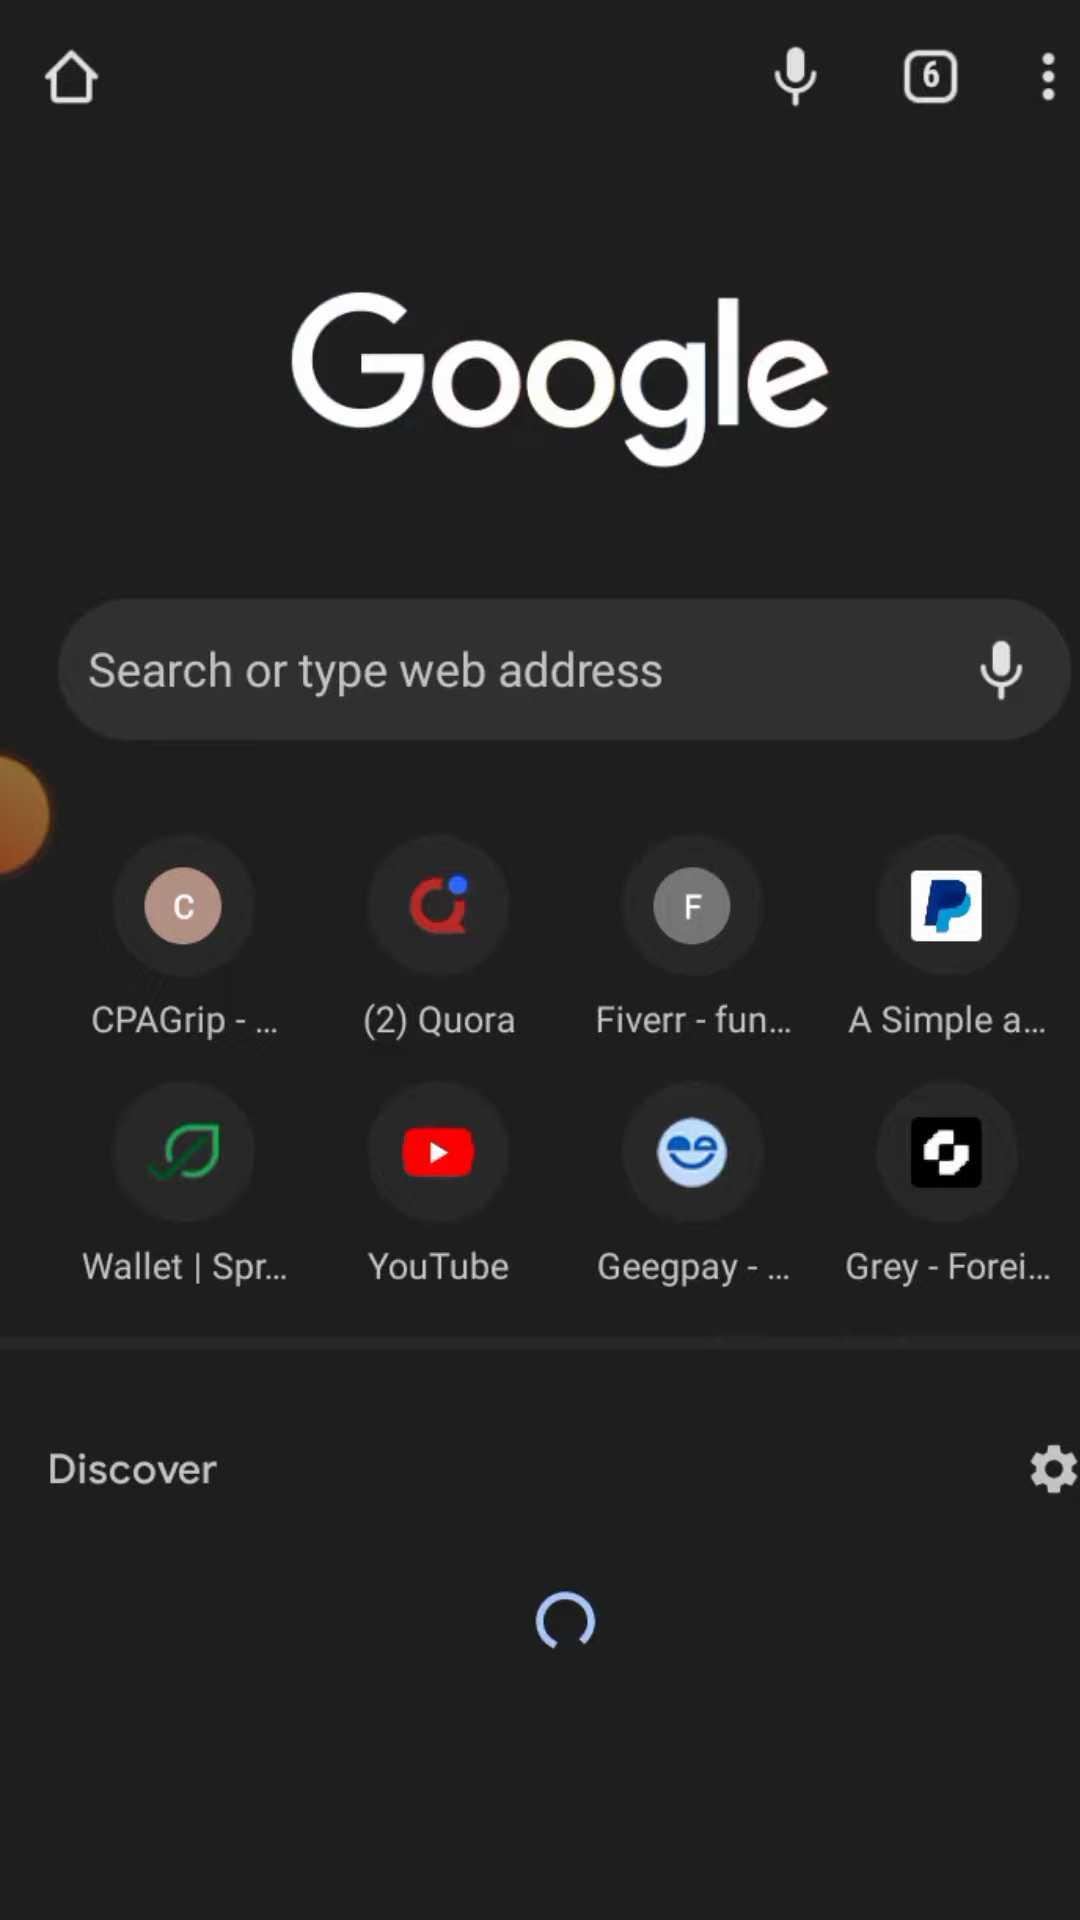 6
Google
Search or type web address
C
F
CPAGrip - ...
(2) Quora
Fiverr - fun...
A Simple a...
Wallet | Spr...
YouTube
Geegpay - ...
Grey - Forei...
Discover